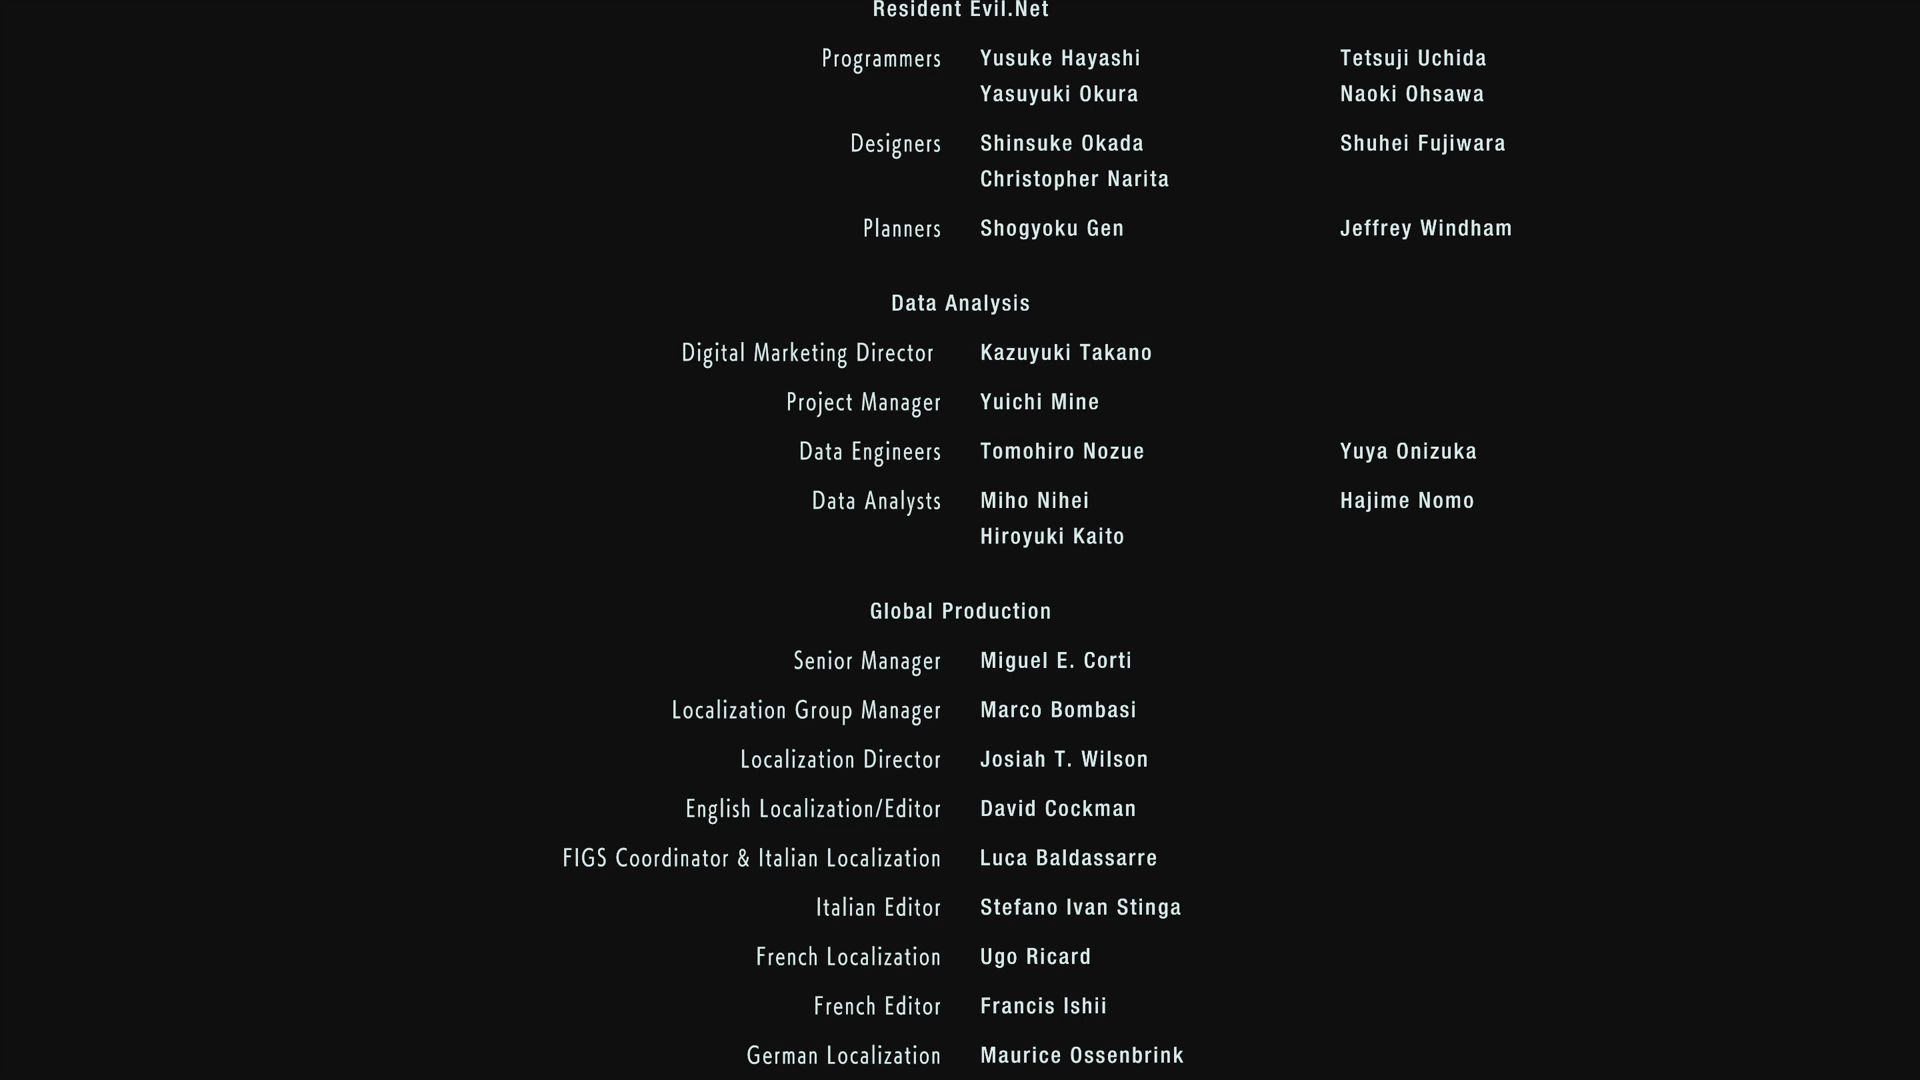 Resident Evil.Net
Programmers Yusuke Hayashi Tetsuji Uchida
Yasuyuki Okura Naoki Ohsawa
Designers Shinsuke Okada Shuhei Fujiwara
Christopher Narita
Planners Shogyoku Gen Jeffrey Windham
Data Analysis
Digital Marketing Director Kazuyuki Takano
Project Manager Yuichi Mine
Data Engineers Tomohiro Nozue Yuya Onizuka
Data Analysts Miho Nihei Hajime Nomo
Hiroyuki Kaito
Global Production
Senior Manager Miguel E. Corti
Localization Group Manager Marco Bombasi
Localization Director Josiah T. Wilson
English Localization/Editor David Cockman
FIGS Coordinator & Italian Localization Luca Baldassarre
Italian Editor Stefano Ivan Stinga
French Localization Ugo Ricard
French Editor Francis Ishii
German Localization Maurice Ossenbrink